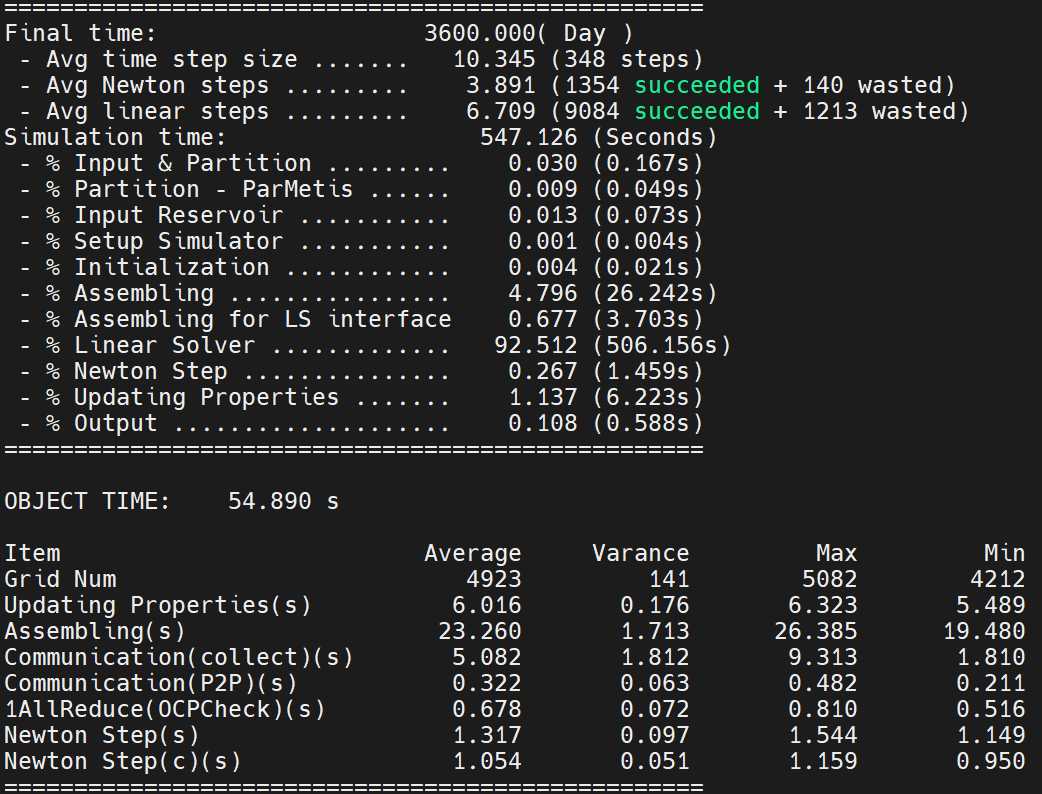 ==================================================
Final time:                   3600.000( Day )
 - Avg time step size .......   10.345 (348 steps)
 - Avg Newton steps .........    3.891 (1354 succeeded + 140 wasted)
 - Avg linear steps .........    6.709 (9084 succeeded + 1213 wasted)
Simulation time:                  547.126 (Seconds)
 - % Input & Partition .........    0.030 (0.167s)
 - % Partition - ParMetis ......    0.009 (0.049s)
 - % Input Reservoir ...........    0.013 (0.073s)
 - % Setup Simulator ...........    0.001 (0.004s)
 - % Initialization ............    0.004 (0.021s)
 - % Assembling ................    4.796 (26.242s)
 - % Assembling for LS interface    0.677 (3.703s)
 - % Linear Solver .............   92.512 (506.156s)
 - % Newton Step ...............    0.267 (1.459s)
 - % Updating Properties .......    1.137 (6.223s)
 - % Output ....................    0.108 (0.588s)
==================================================
OBJECT TIME:    54.890 s
Item                          Average     Varance         Max         Min
Grid Num                         4923         141        5082        4212
Updating Properties(s)          6.016       0.176       6.323       5.489
Assembling(s)                  23.260       1.713      26.385      19.480
Communication(collect)(s)       5.082       1.812       9.313       1.810
Communication(P2P)(s)           0.322       0.063       0.482       0.211
1AllReduce(OCPCheck)(s)         0.678       0.072       0.810       0.516
Newton Step(s)                  1.317       0.097       1.544       1.149
Newton Step(c)(s)               1.054       0.051       1.159       0.950
==================================================